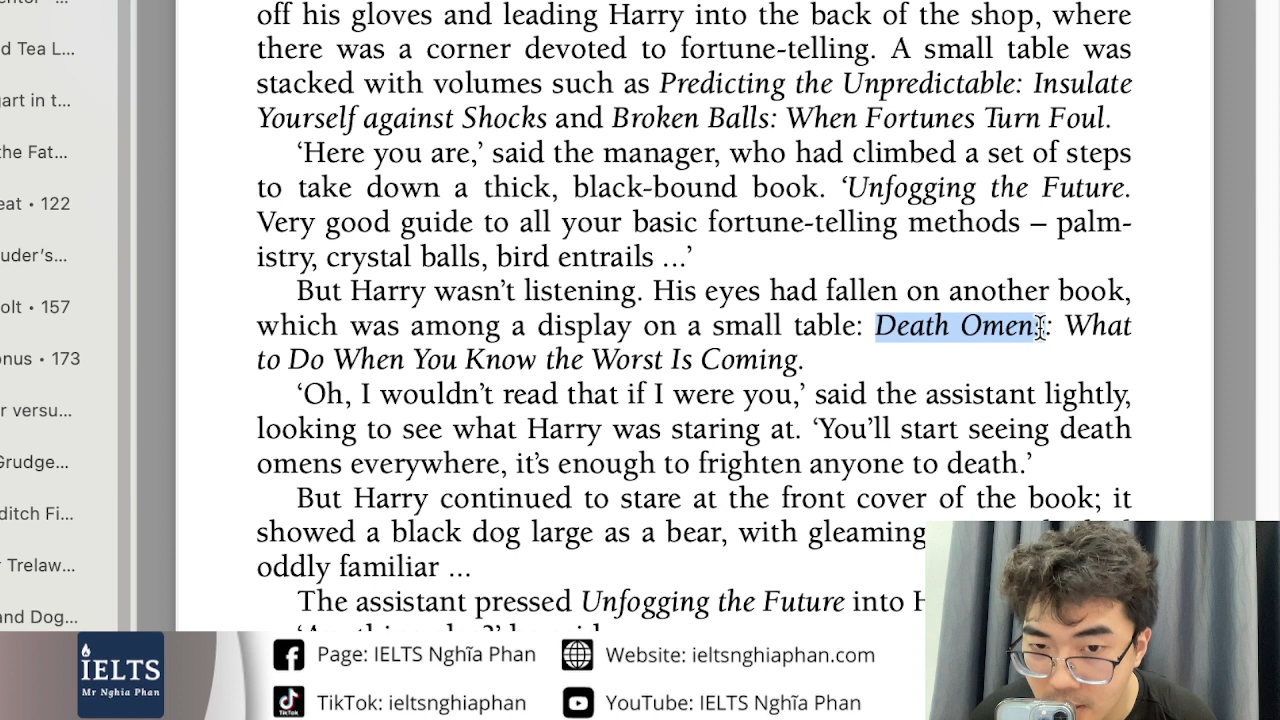 off his gloves and leading Harry into the back of the shop, where
there was a corner devoted to fortune-telling. A small table was
stacked with volumes such as Predicting the Unpredictable: Insulate
Yourself against Shocks and Broken Balls: When Fortunes Turn Foul.
‘Here you are,’ said the manager, who had climbed a set of steps
to take down a thick, black-bound book. ‘Unfogging the Future.
Very good guide to all your basic fortune-telling methods – palm-
istry, crystal balls, bird entrails ...’
But Harry wasn’t listening. His eyes had fallen on another book,
which was among a display on a small table: Death Omens: What
to Do When You Know the Worst Is Coming.
‘Oh, I wouldn’t read that if I were you,’ said the assistant lightly,
looking to see what Harry was staring at. ‘You’ll start seeing death
omens everywhere, it’s enough to frighten anyone to death.’
But Harry continued to stare at the front cover of the book; it
showed a black dog large as a bear, with gleaming
oddly familiar ...
The assistant pressed Unfogging the Future into
d Tea L...
art in t...
he Fat...
eat • 122
uder’s...
olt • 157
onus • 173
r versu...
Grudge...
ditch Fi...
r Trelaw...
and Dog...
IELTS
Mr Nghia Phan
Page: IELTS Nghĩa Phan
Website: ieltsnghiaphan.com
TikTok
TikTok: ieltsnghiaphan
YouTube: IELTS Nghĩa Phan